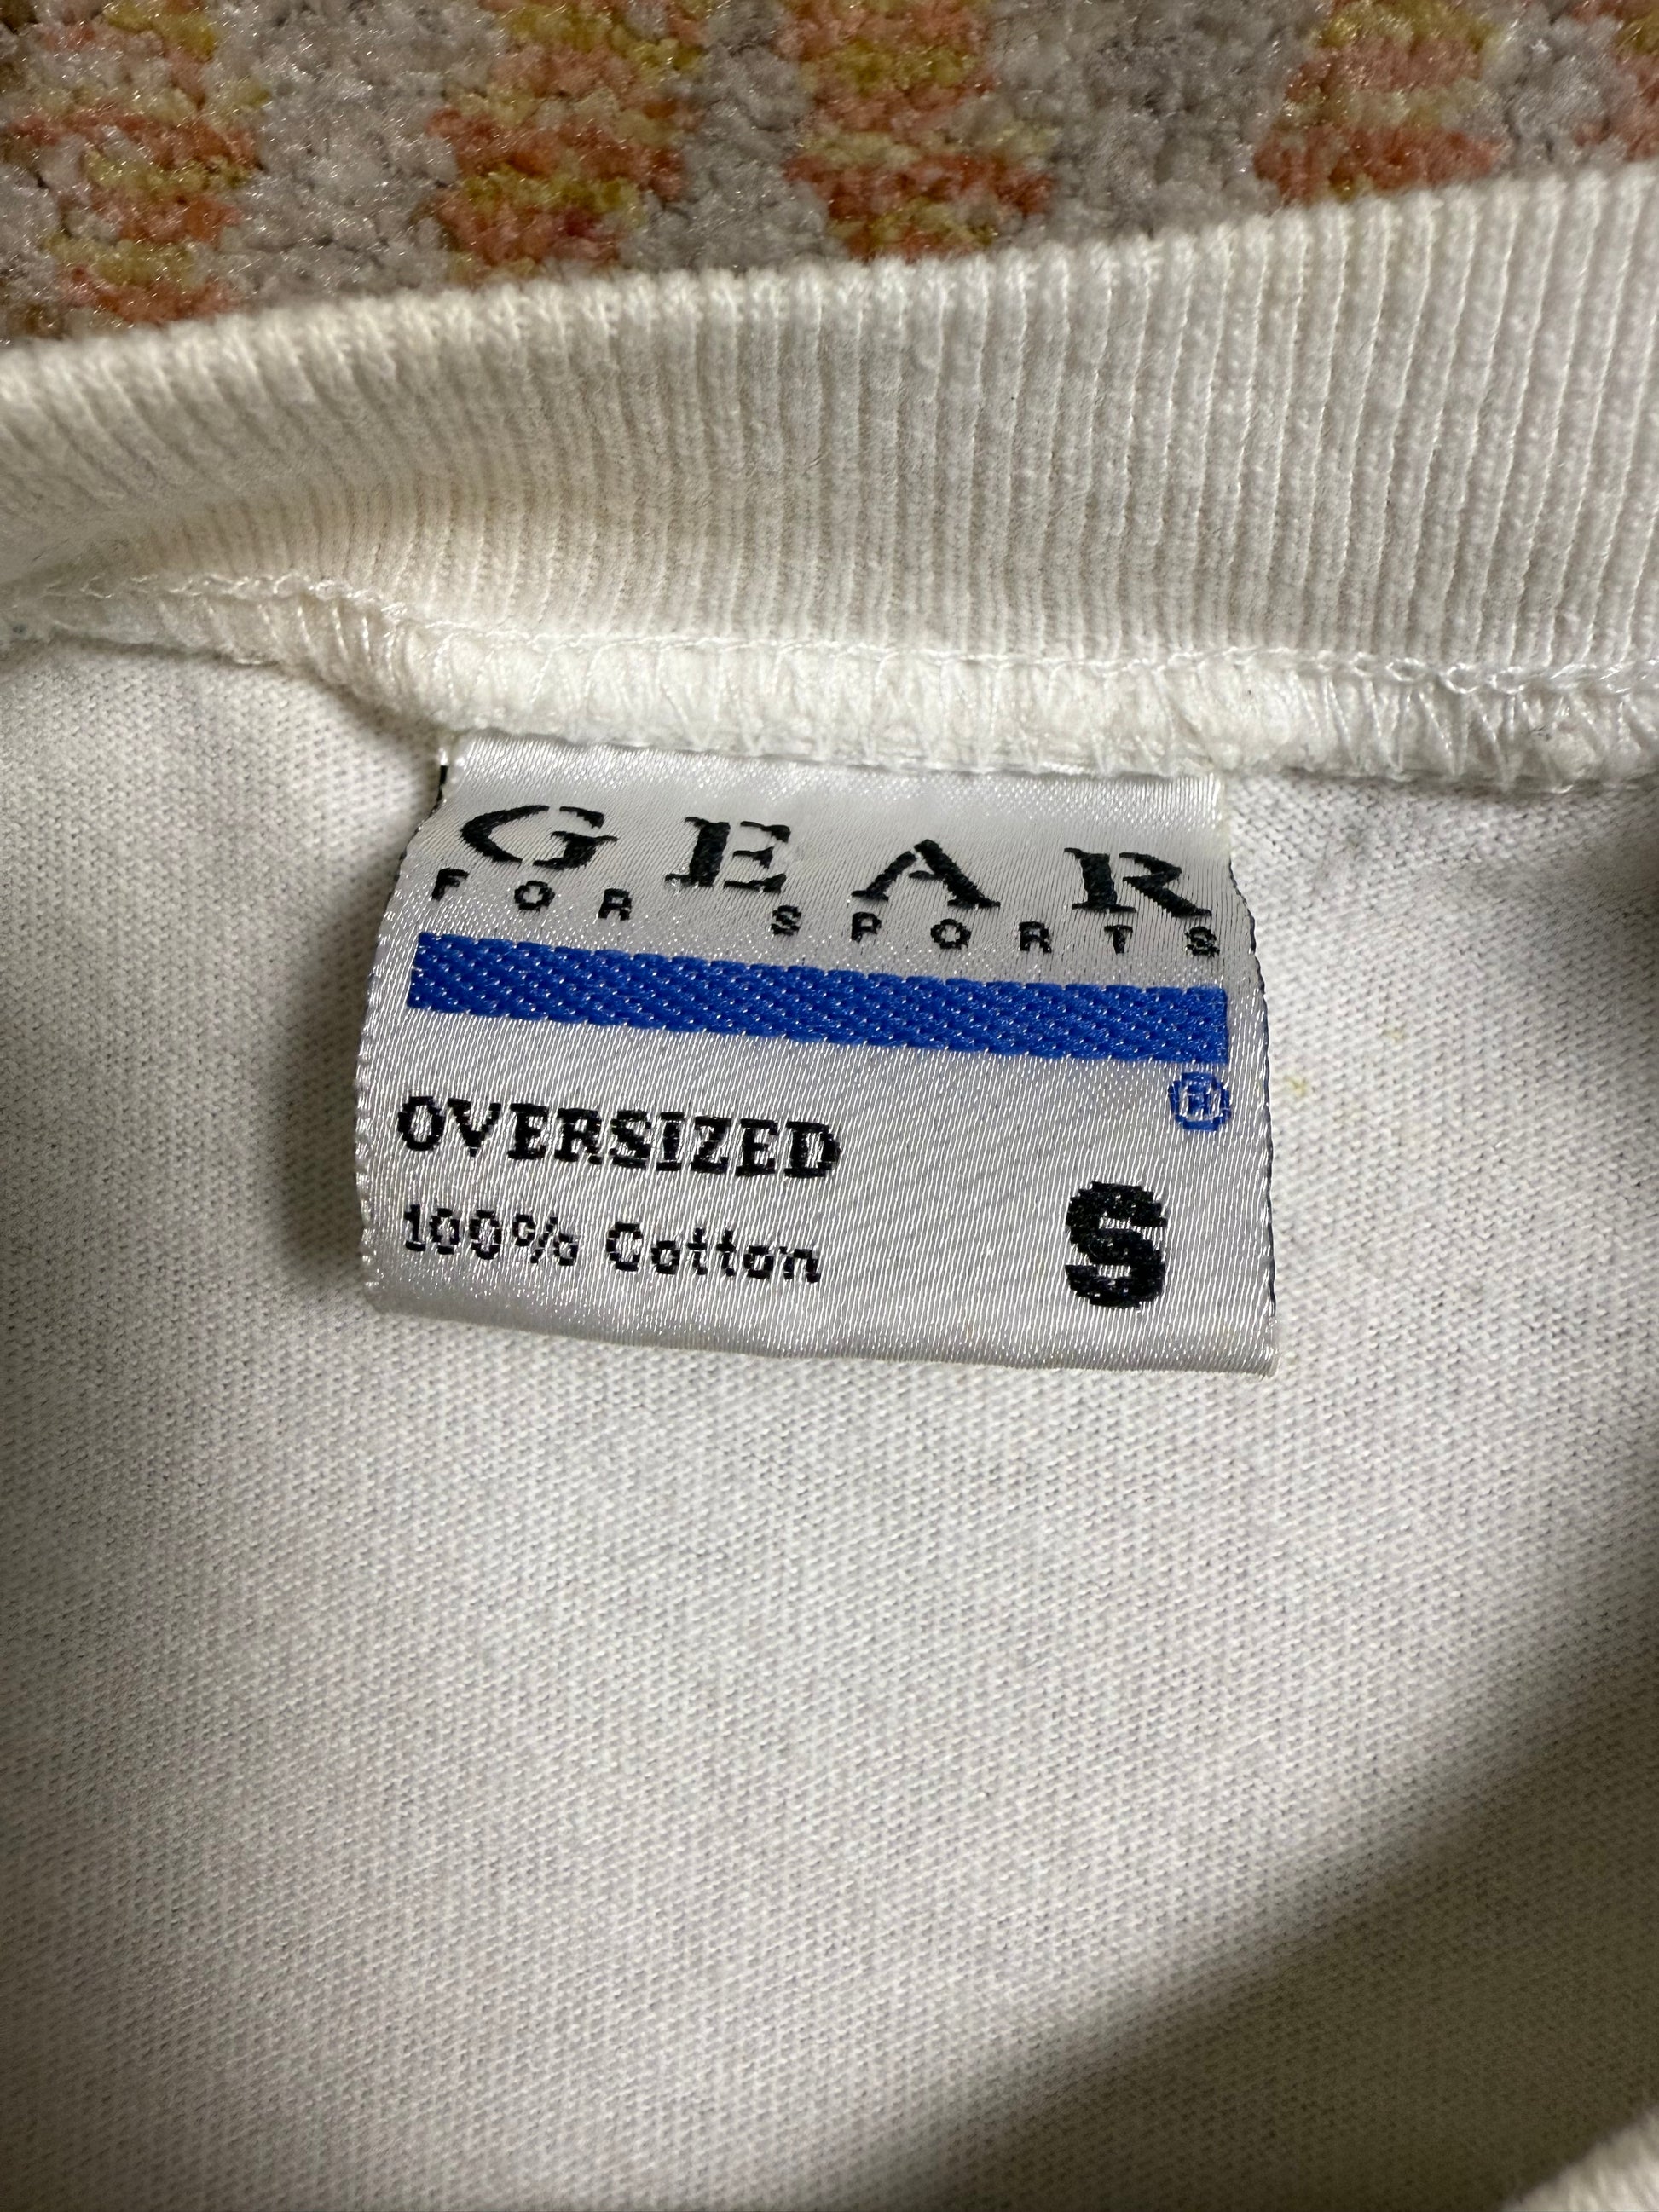 GEAR
FOR SPORTS
®
OVERSIZED
100% Cotton
S